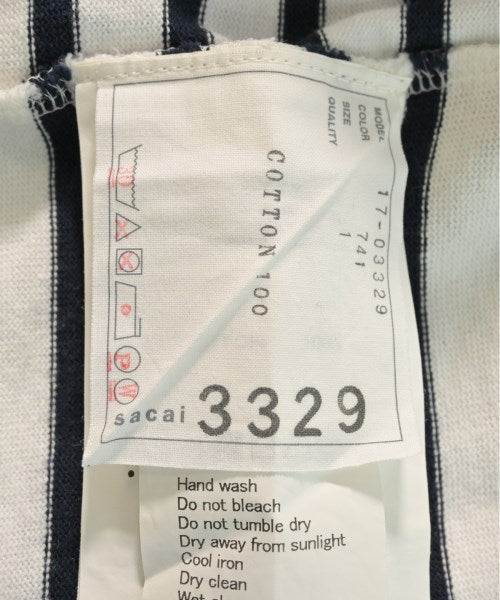 MODEL 17-03329
COLOR 741
SIZE 1
QUALITY
COTTON 100
30
P
W
sacai 3329
Hand wash
Do not bleach
Do not tumble dry
Dry away from sunlight
Cool iron
Dry clean